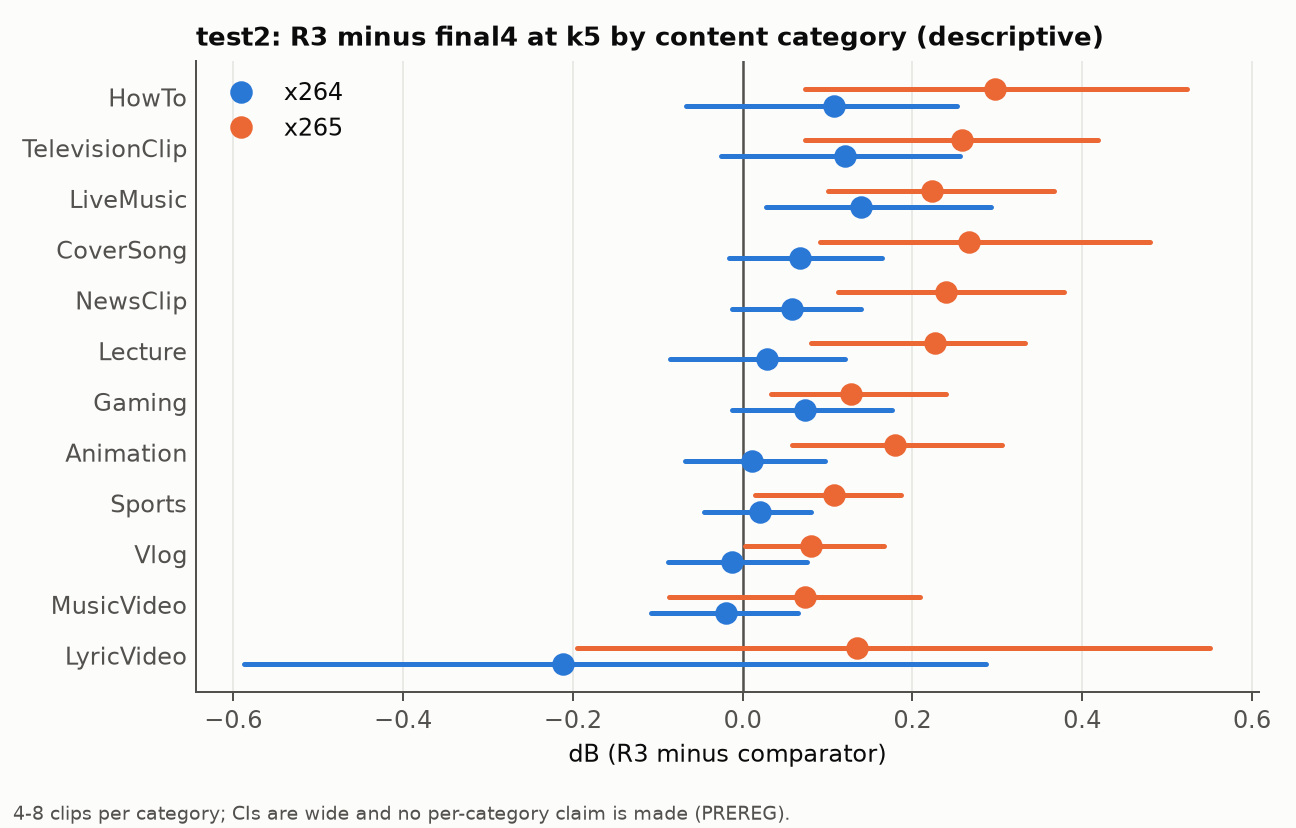 test2: R3 minus final4 at k5 by content category (descriptive)
x264
x265
HowTo
TelevisionClip
LiveMusic
CoverSong
NewsClip
Lecture
Gaming
Animation
Sports
Vlog
MusicVideo
LyricVideo
−0.6 −0.4 −0.2 0.0 0.2 0.4 0.6
dB (R3 minus comparator)
4-8 clips per category; CIs are wide and no per-category claim is made (PREREG).